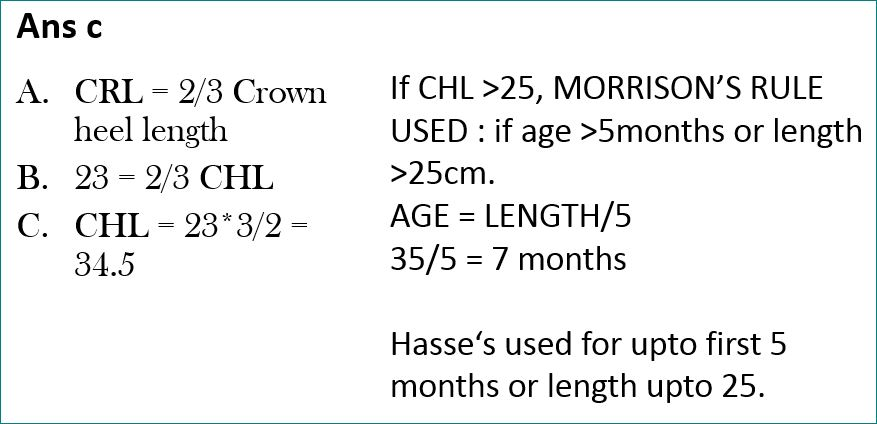 Ans c
A. CRL = 2/3 Crown
heel length
B. 23 = 2/3 CHL
C. CHL = 23*3/2 =
34.5
If CHL >25, MORRISON’S RULE
USED : if age >5months or length
>25cm.
AGE = LENGTH/5
35/5 = 7 months
Hasse‘s used for upto first 5
months or length upto 25.